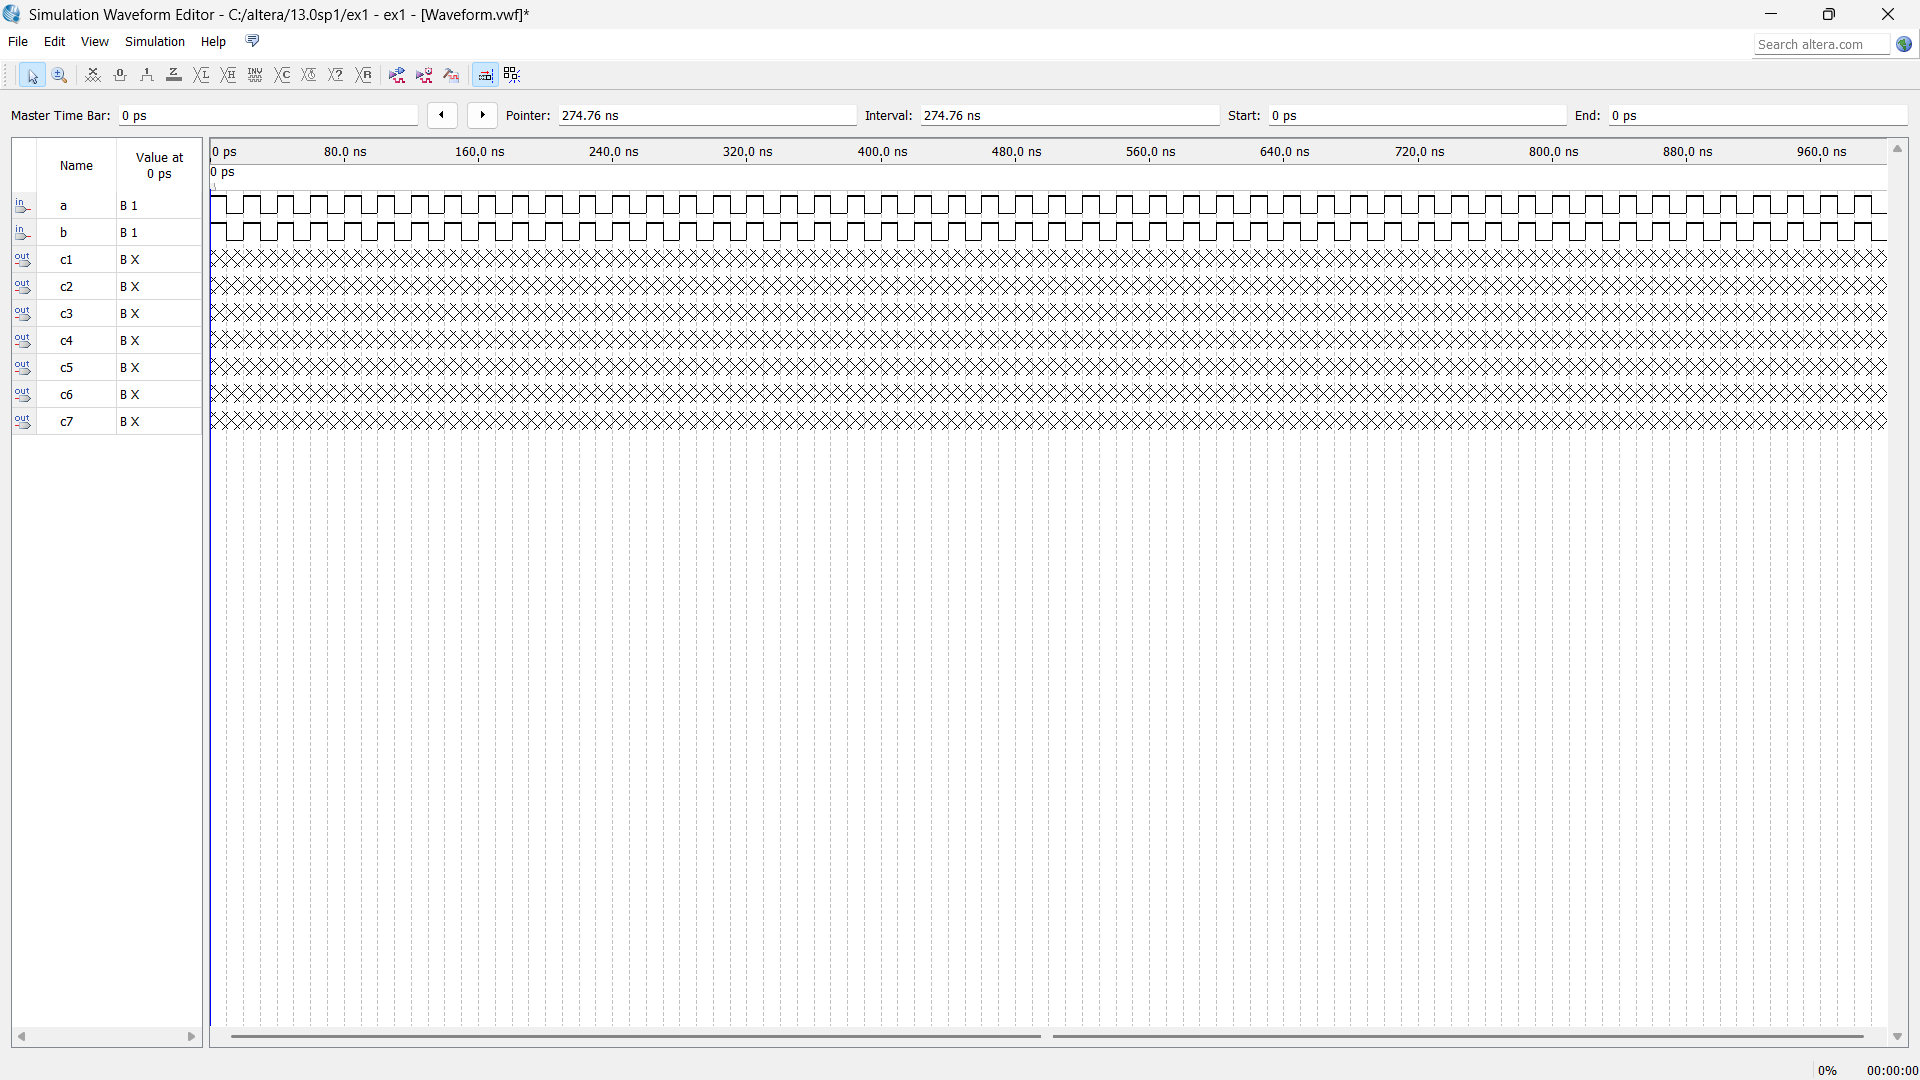 Simulation Waveform Editor - C:/altera/13.0sp1/ex1 - ex1 - [Waveform.vwf]*
File Edit View Simulation Help
Search altera.com
Master Time Bar: 0 ps Pointer: 274.76 ns Interval: 274.76 ns Start: 0 ps End: 0 ps
Name Value at 0 ps
0 ps 80.0 ns 160.0 ns 240.0 ns 320.0 ns 400.0 ns 480.0 ns 560.0 ns 640.0 ns 720.0 ns 800.0 ns 880.0 ns 960.0 ns
0 ps
in a B 1
in b B 1
out c1 B X
out c2 B X
out c3 B X
out c4 B X
out c5 B X
out c6 B X
out c7 B X
0% 00:00:00